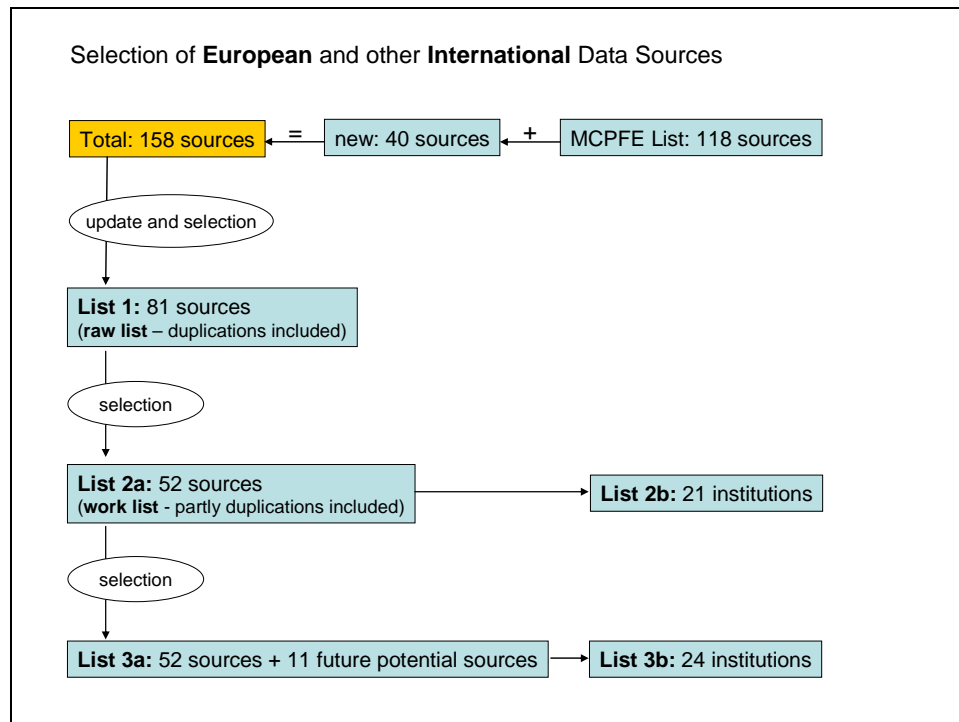 Selection of European and other International Data Sources
Total: 158 sources
=
new: 40 sources
+
MCPFE List: 118 sources
update and selection
List 1: 81 sources
(raw list – duplications included)
selection
List 2a: 52 sources
(work list - partly duplications included)
List 2b: 21 institutions
selection
List 3a: 52 sources + 11 future potential sources
List 3b: 24 institutions